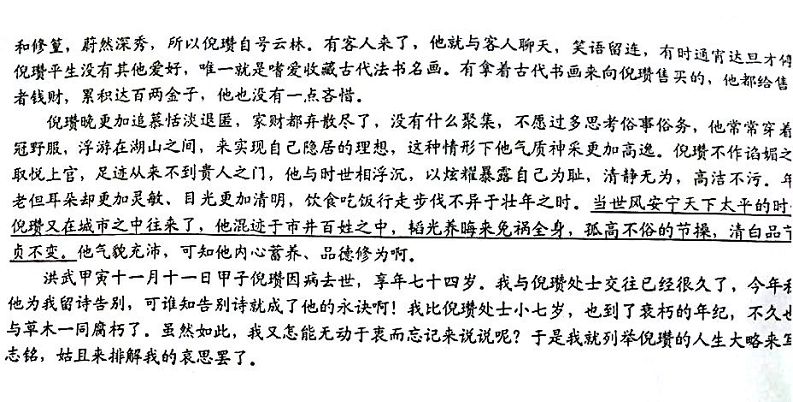 和修篁，蔚然深秀，所以倪瓒自号云林。有客人来了，他就与客人聊天，笑语留连，有时通宵达旦才
倪瓒平生没有其他爱好，唯一就是嗜爱收藏古代法书名画。有拿着古代书画来向倪瓒售买的，他都给售
者钱财，累积达百两金子，他也没有一点吝惜。
倪瓒晚更加追慕恬淡退匿，家财都弃散尽了，没有什么聚集，不愿过多思考俗事俗务，他常常穿着
冠野服，浮游在湖山之间，来实现自己隐居的理想，这种情形下他气质神采更加高逸。倪瓒不作谄媚之
取悦上官，足迹从来不到贵人之门，他与时世相浮沉，以炫耀暴露自己为耻，清静无为，高洁不污。年
老但耳朵却更加灵敏、目光更加清明，饮食吃饭行走步伐不异于壮年之时。当世风安宁天下太平的时
倪瓒又在城市之中往来了，他混迹于市井百姓之中，韬光养晦来免祸全身，孤高不俗的节操，清白品节
贞不变。他气貌充沛，可知他内心蓄养、品德修为啊。
洪武甲寅十一月十一日甲子倪瓒因病去世，享年七十四岁。我与倪瓒处士交往已经很久了，今年秋
他为我留诗告别，可谁知告别诗就成了他的永诀啊！我比倪瓒处士小七岁，也到了衰朽的年纪，不久也
与草木一同腐朽了。虽然如此，我又怎能无动于衷而忘记来说说呢？于是我就列举倪瓒的人生大略来写
志铭，姑且来排解我的哀思罢了。